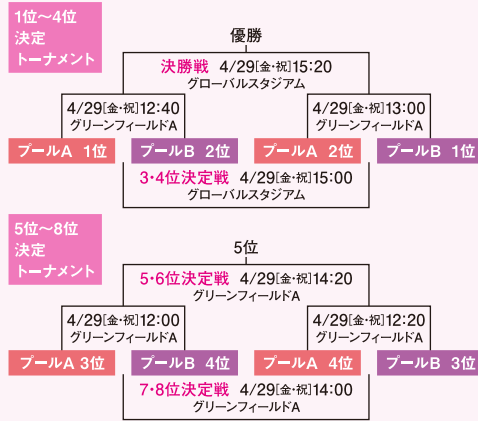 1位〜4位
決定
トーナメント
優勝
決勝戦 4/29[金・祝]15:20
グローバルスタジアム
4/29[金・祝]12:40
グリーンフィールドA
4/29[金・祝]13:00
グリーンフィールドA
プールA 1位
プールB 2位
プールA 2位
プールB 1位
3・4位決定戦 4/29[金・祝]15:00
グローバルスタジアム
5位〜8位
決定
トーナメント
5位
5・6位決定戦 4/29[金・祝]14:20
グリーンフィールドA
4/29[金・祝]12:00
グリーンフィールドA
4/29[金・祝]12:20
グリーンフィールドA
プールA 3位
プールB 4位
プールA 4位
プールB 3位
7・8位決定戦 4/29[金・祝]14:00
グリーンフィールドA